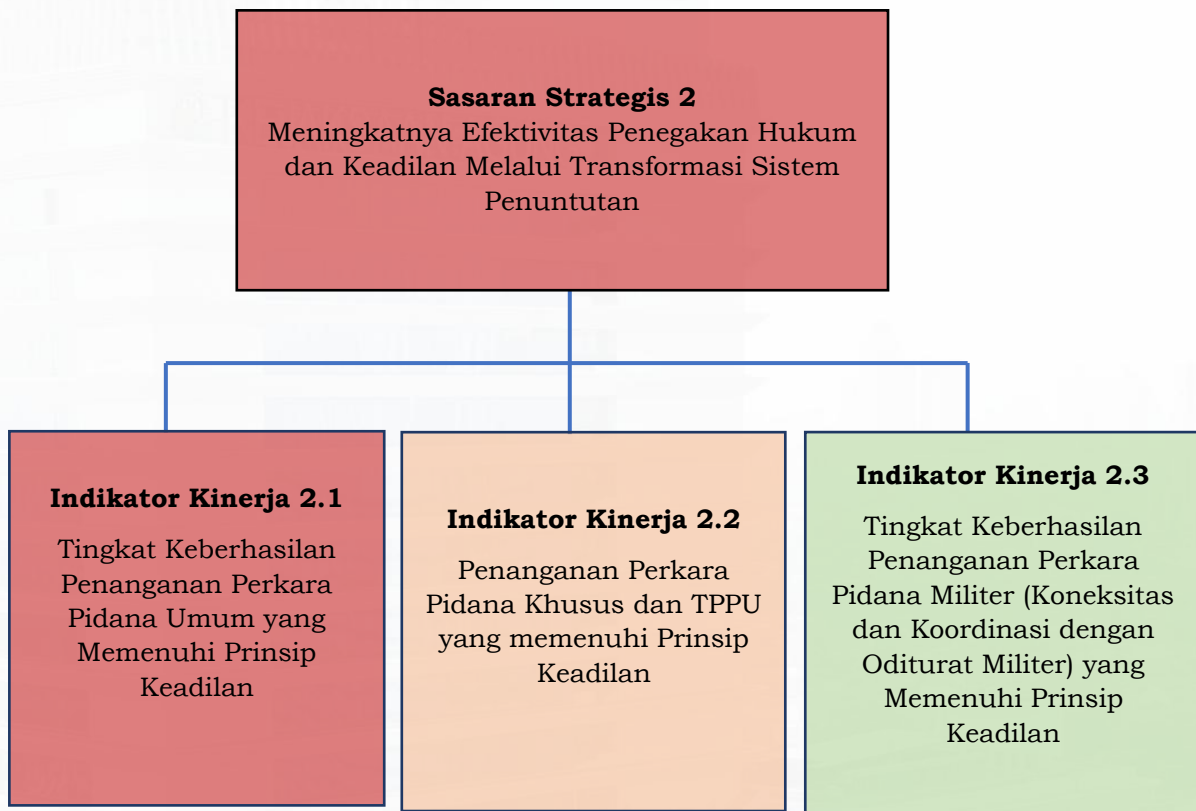 Sasaran Strategis 2
Meningkatnya Efektivitas Penegakan Hukum
dan Keadilan Melalui Transformasi Sistem
Penuntutan
Indikator Kinerja 2.1
Tingkat Keberhasilan
Penanganan Perkara
Pidana Umum yang
Memenuhi Prinsip
Keadilan
Indikator Kinerja 2.2
Penanganan Perkara
Pidana Khusus dan TPPU
yang memenuhi Prinsip
Keadilan
Indikator Kinerja 2.3
Tingkat Keberhasilan
Penanganan Perkara
Pidana Militer (Koneksitas
dan Koordinasi dengan
Oditurat Militer) yang
Memenuhi Prinsip
Keadilan